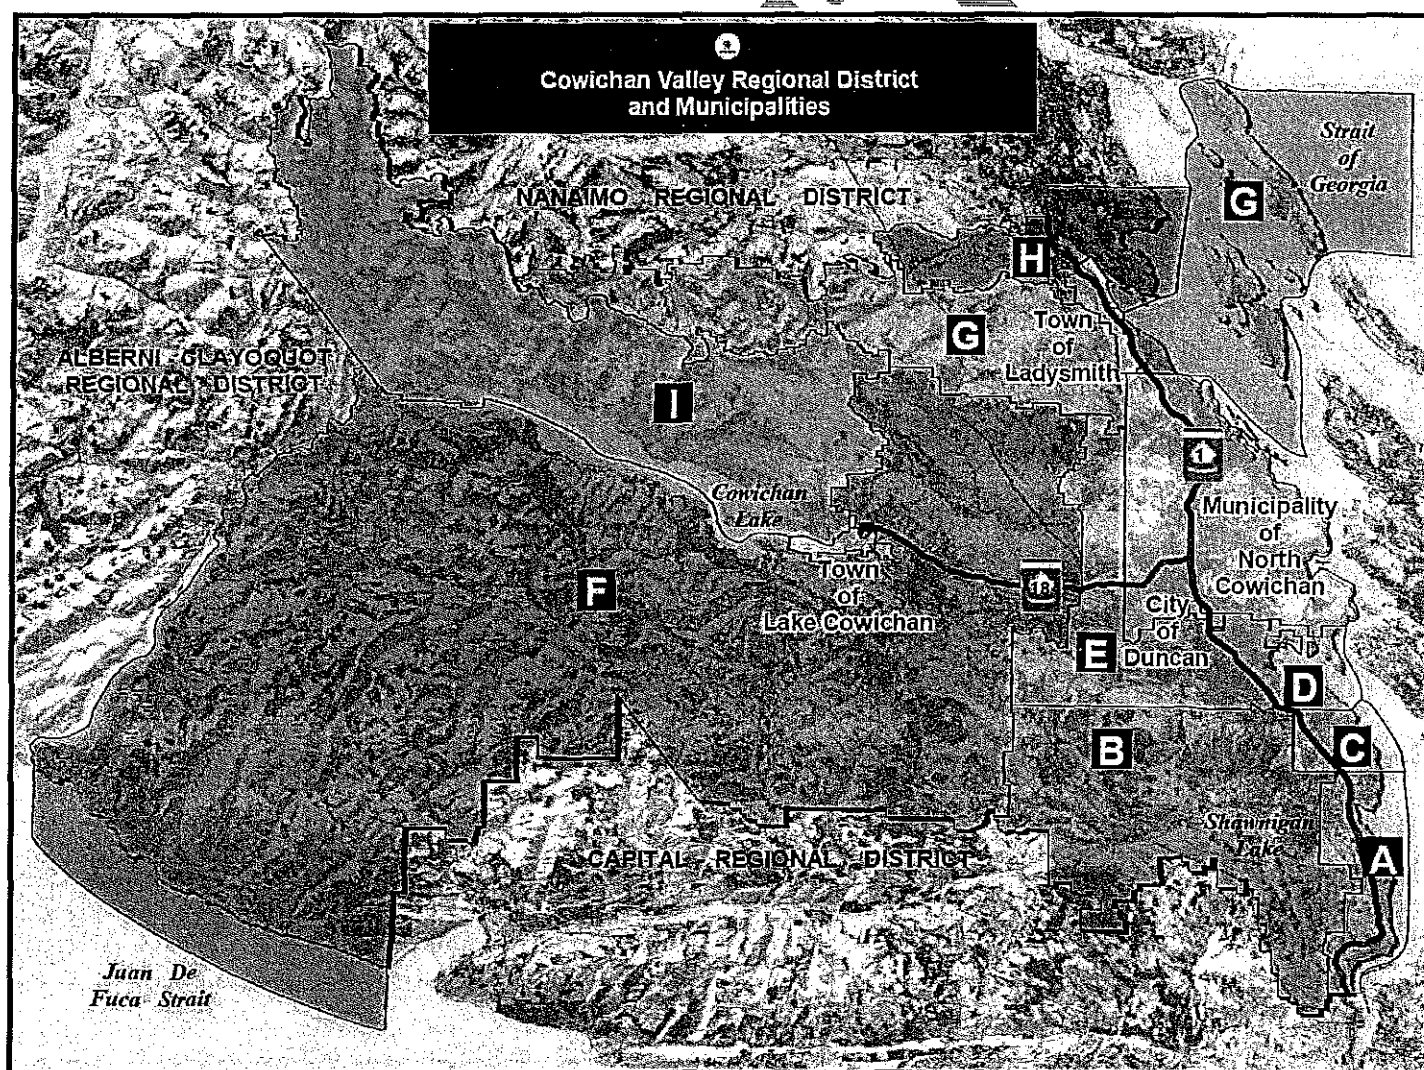 Cowichan Valley Regional District
and Municipalities
Strait
of
Georgia
NANAIMO REGIONAL DISTRICT
G
H
G
Town
of
Ladysmith
ALBERNI-CLAYOQUOT
REGIONAL DISTRICT
I
1
Cowichan
Lake
Municipality
of
North
Cowichan
F
Town
of
Lake Cowichan
18
City
of
Duncan
E
D
B
C
Shawnigan
Lake
A
CAPITAL REGIONAL DISTRICT
Juan De
Fuca Strait